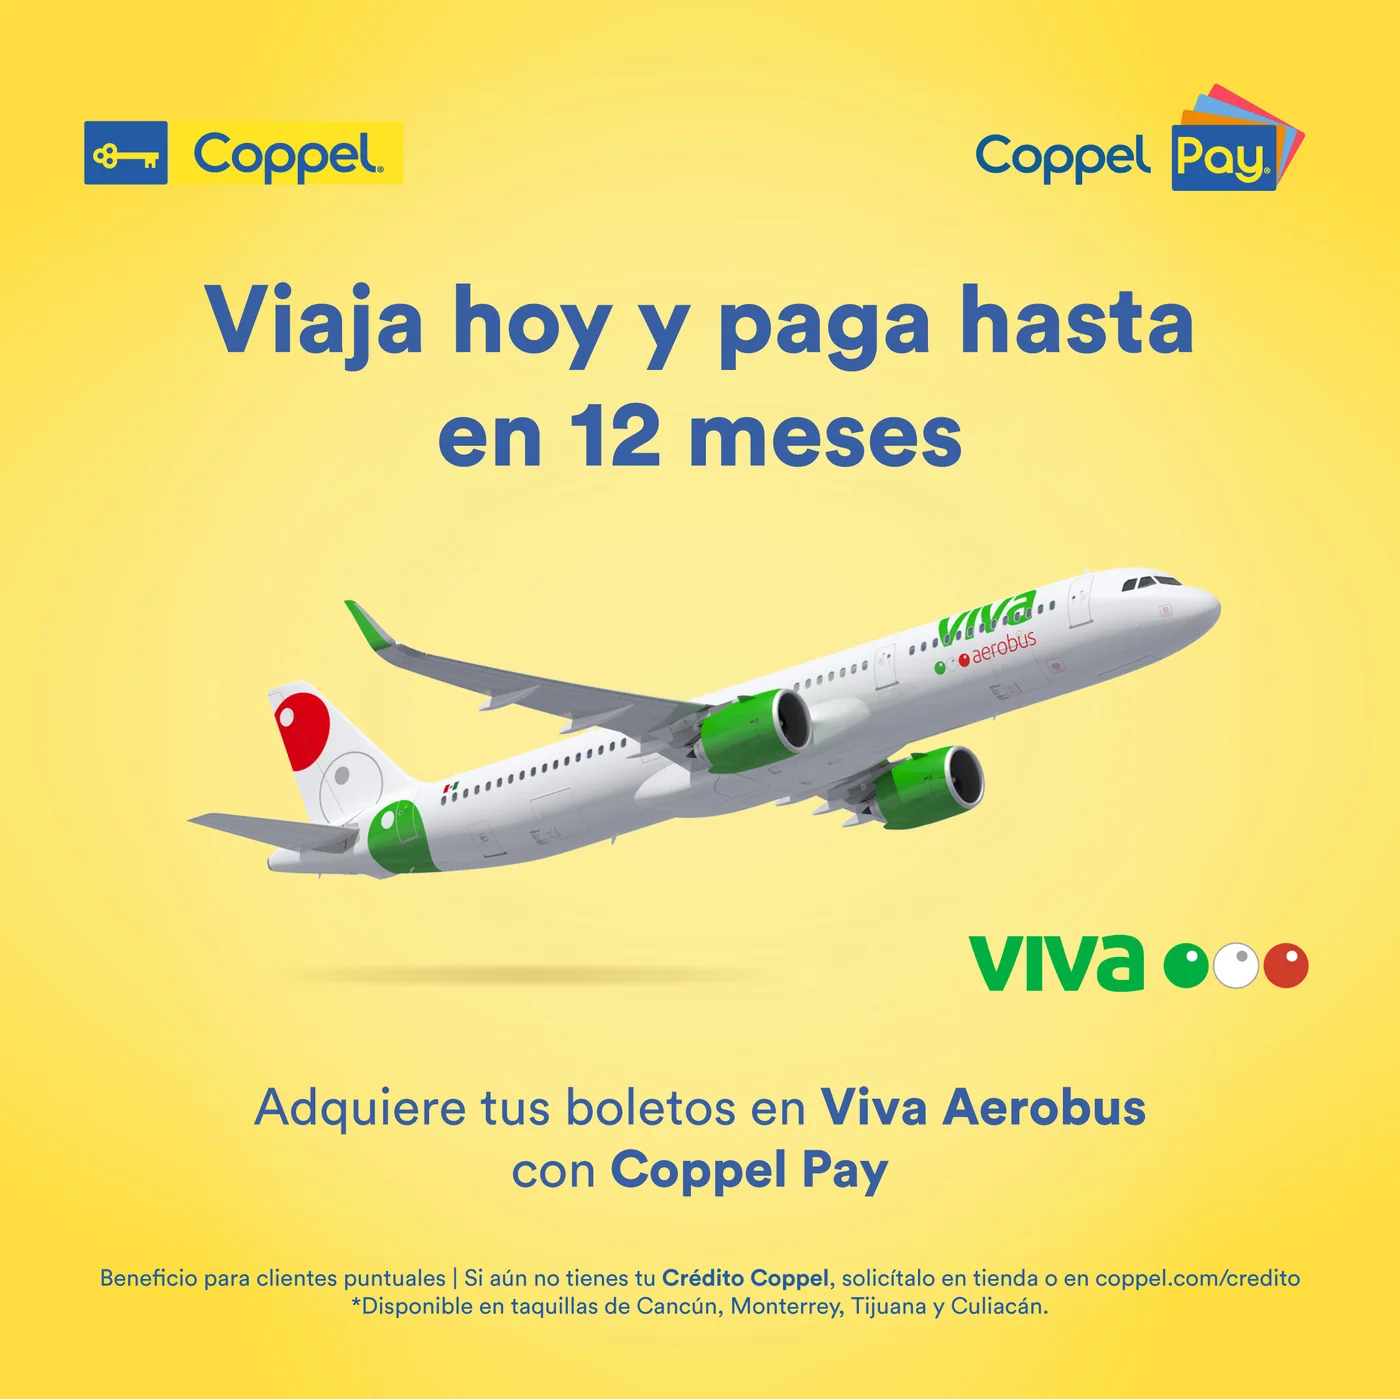 Coppel®
Coppel Pay®
Viaja hoy y paga hasta
en 12 meses
viva
aerobus
viva
Adquiere tus boletos en Viva Aerobus
con Coppel Pay
Beneficio para clientes puntuales | Si aún no tienes tu Crédito Coppel, solicítalo en tienda o en coppel.com/credito
*Disponible en taquillas de Cancún, Monterrey, Tijuana y Culiacán.